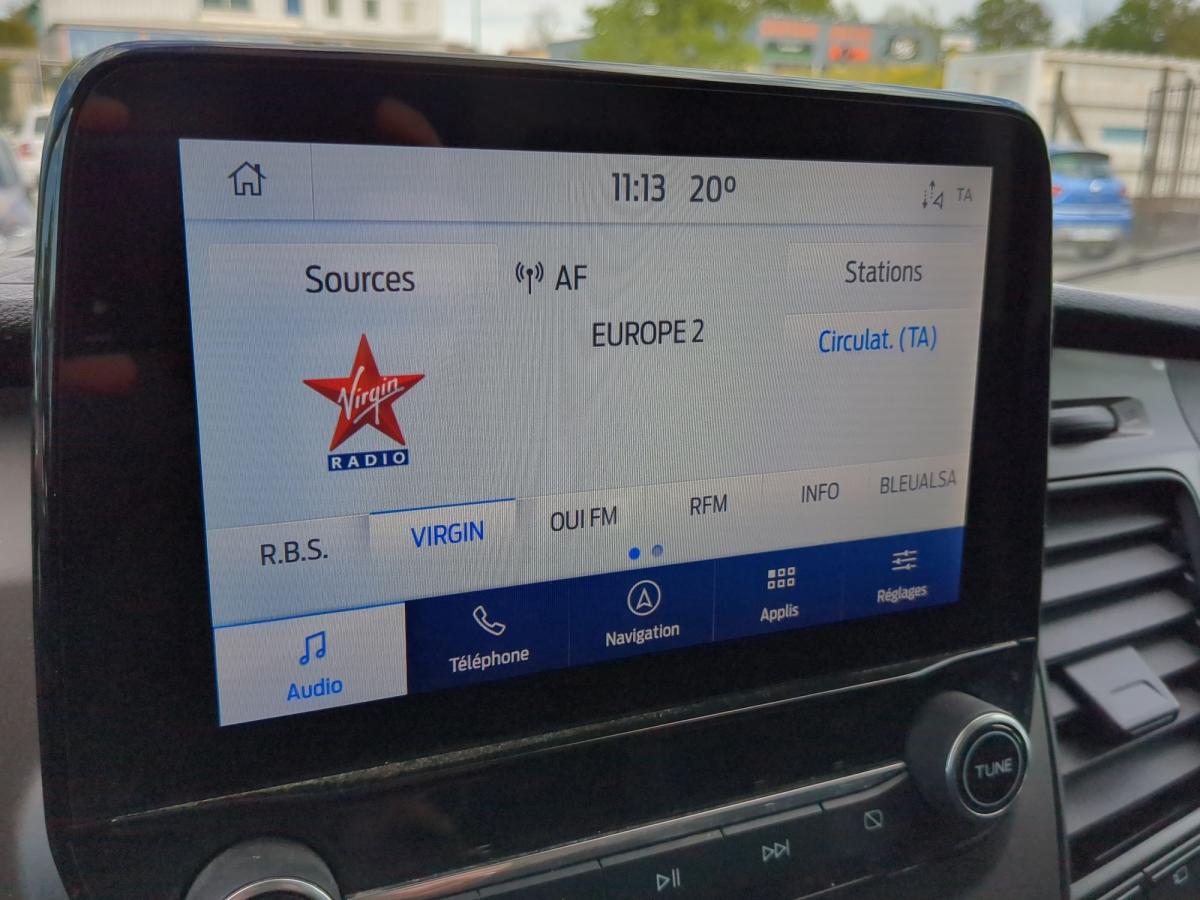 11:13 20º
TA
Sources
AF
Stations
EUROPE 2
Circulat. (TA)
Virgin
RADIO
R.B.S.
VIRGIN
OUI FM
RFM
INFO
BLEUALSA
Audio
Téléphone
Navigation
Applis
Réglages
TUNE